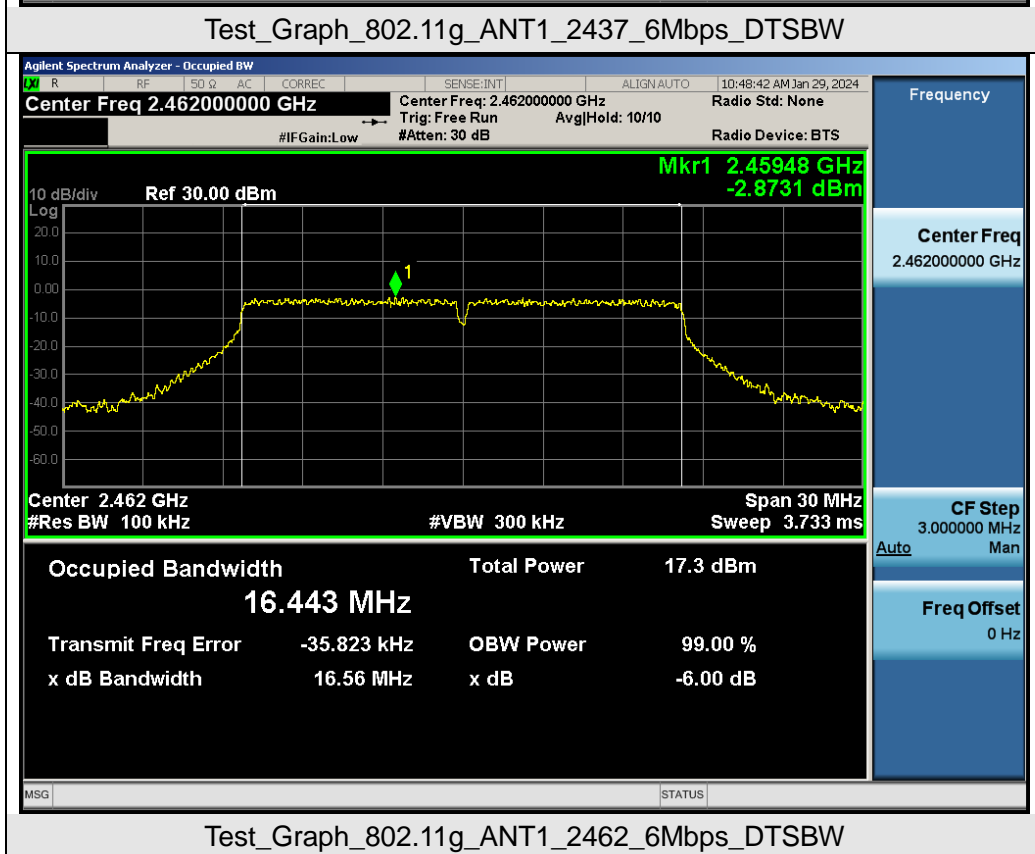 Test_Graph_802.11g_ANT1_2437_6Mbps_DTSBW
Agilent Spectrum Analyzer - Occupied BW
LXI R RF 50 Ω AC CORREC SENSE:INT ALIGN AUTO 10:48:42 AM Jan 29, 2024
Center Freq 2.462000000 GHz
Center Freq: 2.462000000 GHz
Radio Std: None
Trig: Free Run Avg|Hold: 10/10
#IFGain:Low
#Atten: 30 dB
Radio Device: BTS
Frequency
Mkr1 2.45948 GHz
-2.8731 dBm
10 dB/div Ref 30.00 dBm
Log
20.0
10.0
0.00
-10.0
-20.0
-30.0
-40.0
-50.0
-60.0
1
Center Freq
2.462000000 GHz
Center 2.462 GHz
Span 30 MHz
#Res BW 100 kHz
#VBW 300 kHz
Sweep 3.733 ms
CF Step
3.000000 MHz
Auto Man
Freq Offset
0 Hz
Occupied Bandwidth
16.443 MHz
Total Power 17.3 dBm
Transmit Freq Error -35.823 kHz
OBW Power 99.00 %
x dB Bandwidth 16.56 MHz
x dB -6.00 dB
MSG
STATUS
Test_Graph_802.11g_ANT1_2462_6Mbps_DTSBW